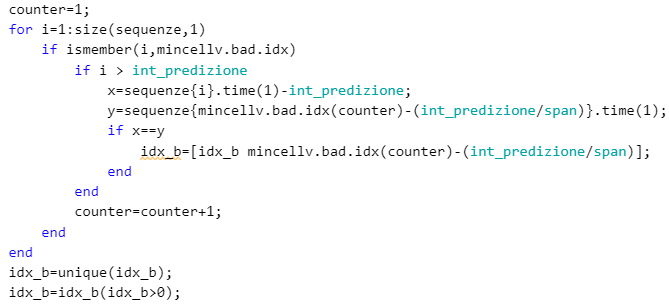 counter=1;
for i=1:size(sequenze,1)
    if ismember(i,mincellv.bad.idx)
        if i > int_predizione
            x=sequenze{i}.time(1)-int_predizione;
            y=sequenze{mincellv.bad.idx(counter)-(int_predizione/span)}.time(1);
            if x==y
                idx_b=[idx_b mincellv.bad.idx(counter)-(int_predizione/span)];
            end
        end
        counter=counter+1;
    end
end
idx_b=unique(idx_b);
idx_b=idx_b(idx_b>0);